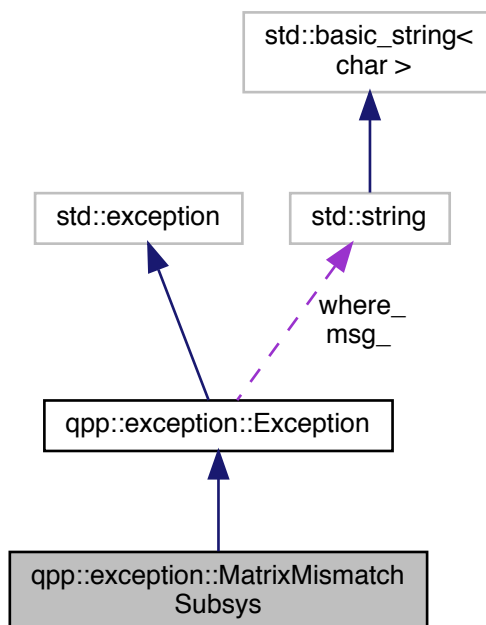 std::basic_string<
char >
std::exception
std::string
where_
msg_
qpp::exception::Exception
qpp::exception::MatrixMismatch
Subsys